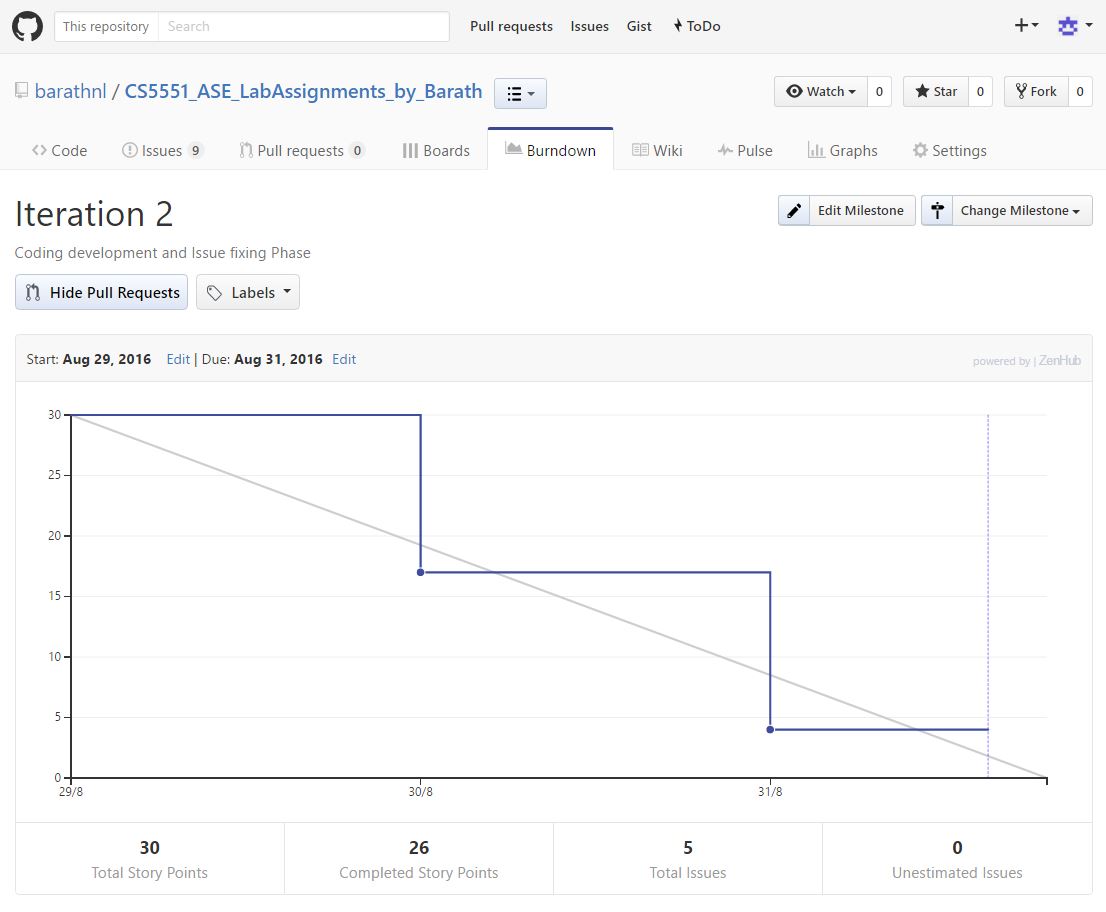 This repository Search Pull requests Issues Gist ToDo
barathnl / CS5551_ASE_LabAssignments_by_Barath Watch 0 Star 0 Fork 0
Code Issues 9 Pull requests 0 Boards Burndown Wiki Pulse Graphs Settings
Iteration 2 Edit Milestone Change Milestone
Coding development and Issue fixing Phase
Hide Pull Requests Labels
Start: Aug 29, 2016 Edit | Due: Aug 31, 2016 Edit powered by | ZenHub
30
25
20
15
10
5
0
29/8 30/8 31/8
30 26 5 0
Total Story Points Completed Story Points Total Issues Unestimated Issues